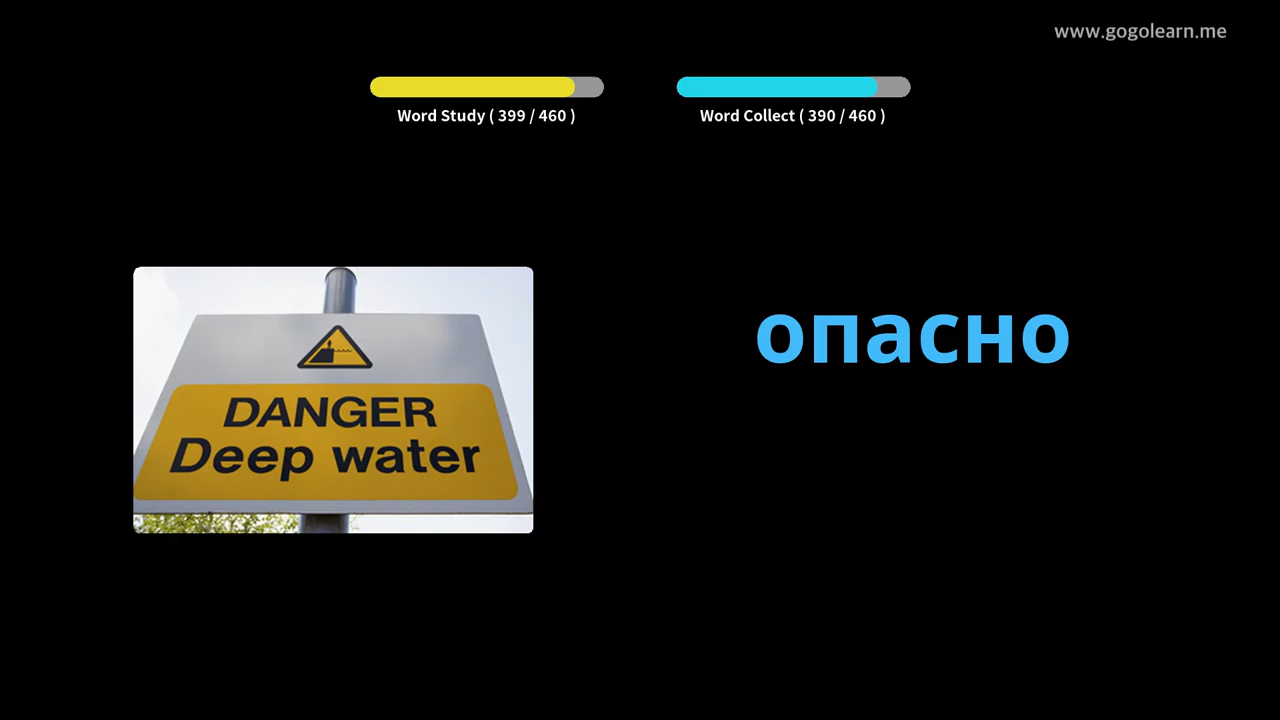 www.gogolearn.me
Word Study ( 399 / 460 )
Word Collect ( 390 / 460 )
DANGER
Deep water
опасно